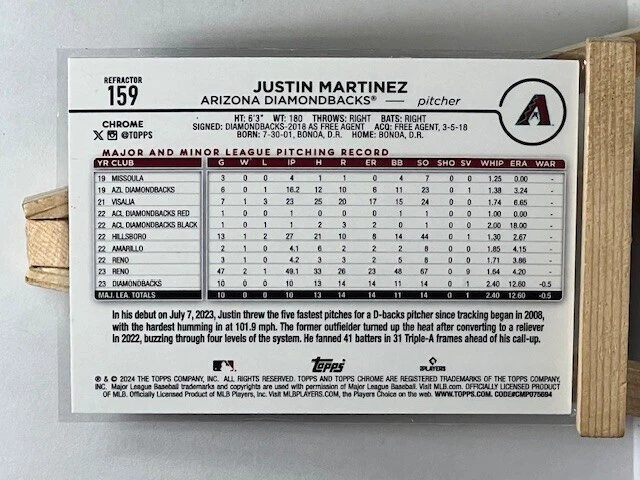 REFRACTOR
159
JUSTIN MARTINEZ
ARIZONA DIAMONDBACKS® — pitcher
CHROME
X @TOPPS
HT: 6'3" WT: 180 THROWS: RIGHT BATS: RIGHT
SIGNED: DIAMONDBACKS-2018 AS FREE AGENT ACQ: FREE AGENT, 3-5-18
BORN: 7-30-01, BONOA, D.R. HOME: BONOA, D.R.
MAJOR AND MINOR LEAGUE PITCHING RECORD
YR CLUB G W L IP H R ER BB SO SHO SV WHIP ERA WAR
19 MISSOULA 3 0 0 4 1 1 0 4 7 0 0 1.25 0.00 -
19 AZL DIAMONDBACKS 6 0 1 16.2 12 10 6 11 23 0 1 1.38 3.24 -
21 VISALIA 7 1 3 23 25 20 17 15 24 0 0 1.74 6.65 -
22 ACL DIAMONDBACKS RED 1 0 0 1 0 0 0 1 1 0 0 1.00 0.00 -
22 ACL DIAMONDBACKS BLACK 1 0 1 1 2 3 2 0 1 0 0 2.00 18.00 -
22 HILLSBORO 13 1 2 27 21 10 8 14 44 0 1 1.30 2.67 -
22 AMARILLO 2 1 0 4.1 6 2 2 2 8 0 0 1.85 4.15 -
22 RENO 3 1 0 4.2 3 3 2 5 8 0 0 1.71 3.86 -
23 RENO 47 2 1 49.1 33 26 23 48 67 0 9 1.64 4.20 -
23 DIAMONDBACKS 10 0 0 10 13 14 14 11 14 0 1 2.40 12.60 -0.5
MAJ. LEA. TOTALS 10 0 0 10 13 14 14 11 14 0 1 2.40 12.60 -0.5
In his debut on July 7, 2023, Justin threw the five fastest pitches for a D-backs pitcher since tracking began in 2008,
with the hardest humming in at 101.9 mph. The former outfielder turned up the heat after converting to a reliever
in 2022, buzzing through four levels of the system. He fanned 41 batters in 31 Triple-A frames ahead of his call-up.
Topps
PLAYERS
® & © 2024 THE TOPPS COMPANY, INC. ALL RIGHTS RESERVED. TOPPS AND TOPPS CHROME ARE REGISTERED TRADEMARKS OF THE TOPPS COMPANY,
INC. Major League Baseball trademarks and copyrights are used with permission of Major League Baseball. Visit MLB.com. OFFICIALLY LICENSED PRODUCT
OF MLB. Officially Licensed Product of MLB Players, Inc. Visit MLBPLAYERS.com, the Players Choice on the web. WWW.TOPPS.COM. CODE#CMP075694